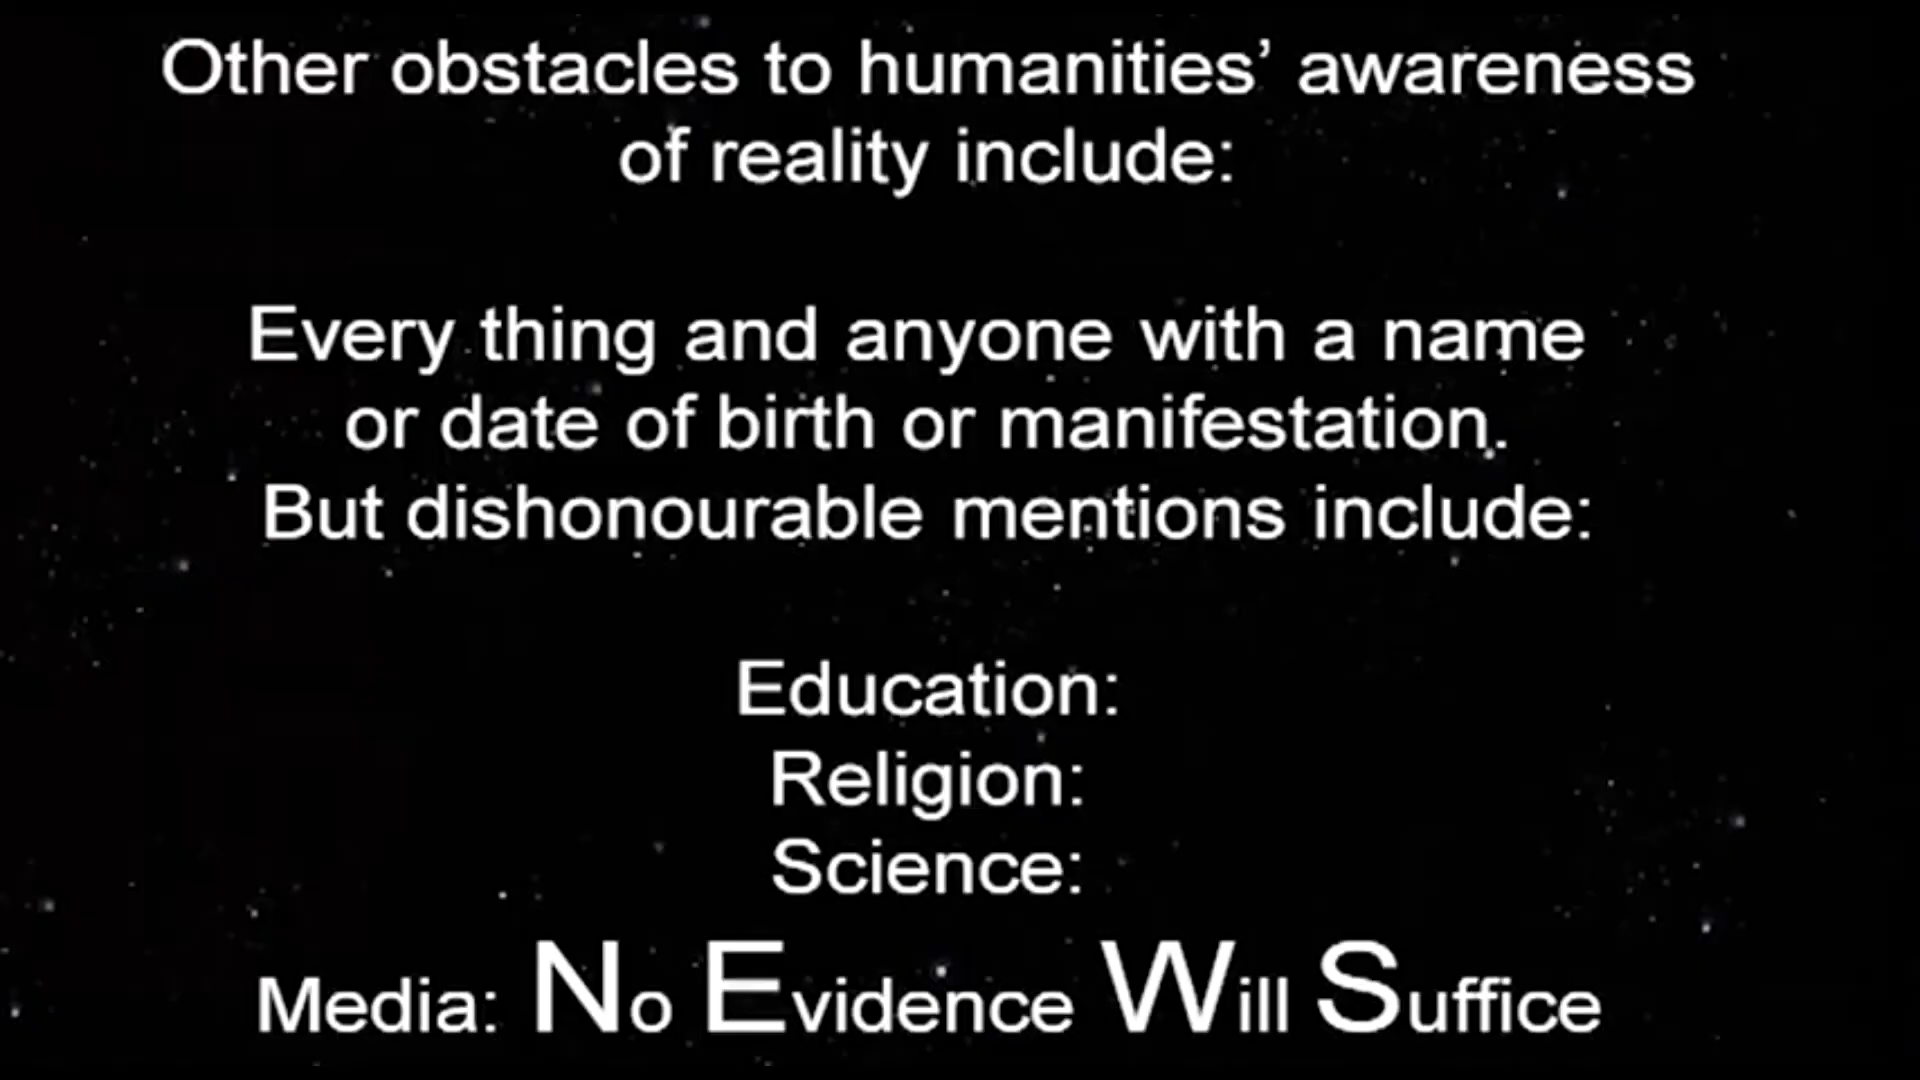 Other obstacles to humanities’ awareness
of reality include:
Every thing and anyone with a name
or date of birth or manifestation.
But dishonourable mentions include:
Education:
Religion:
Science:
Media: No Evidence Will Suffice